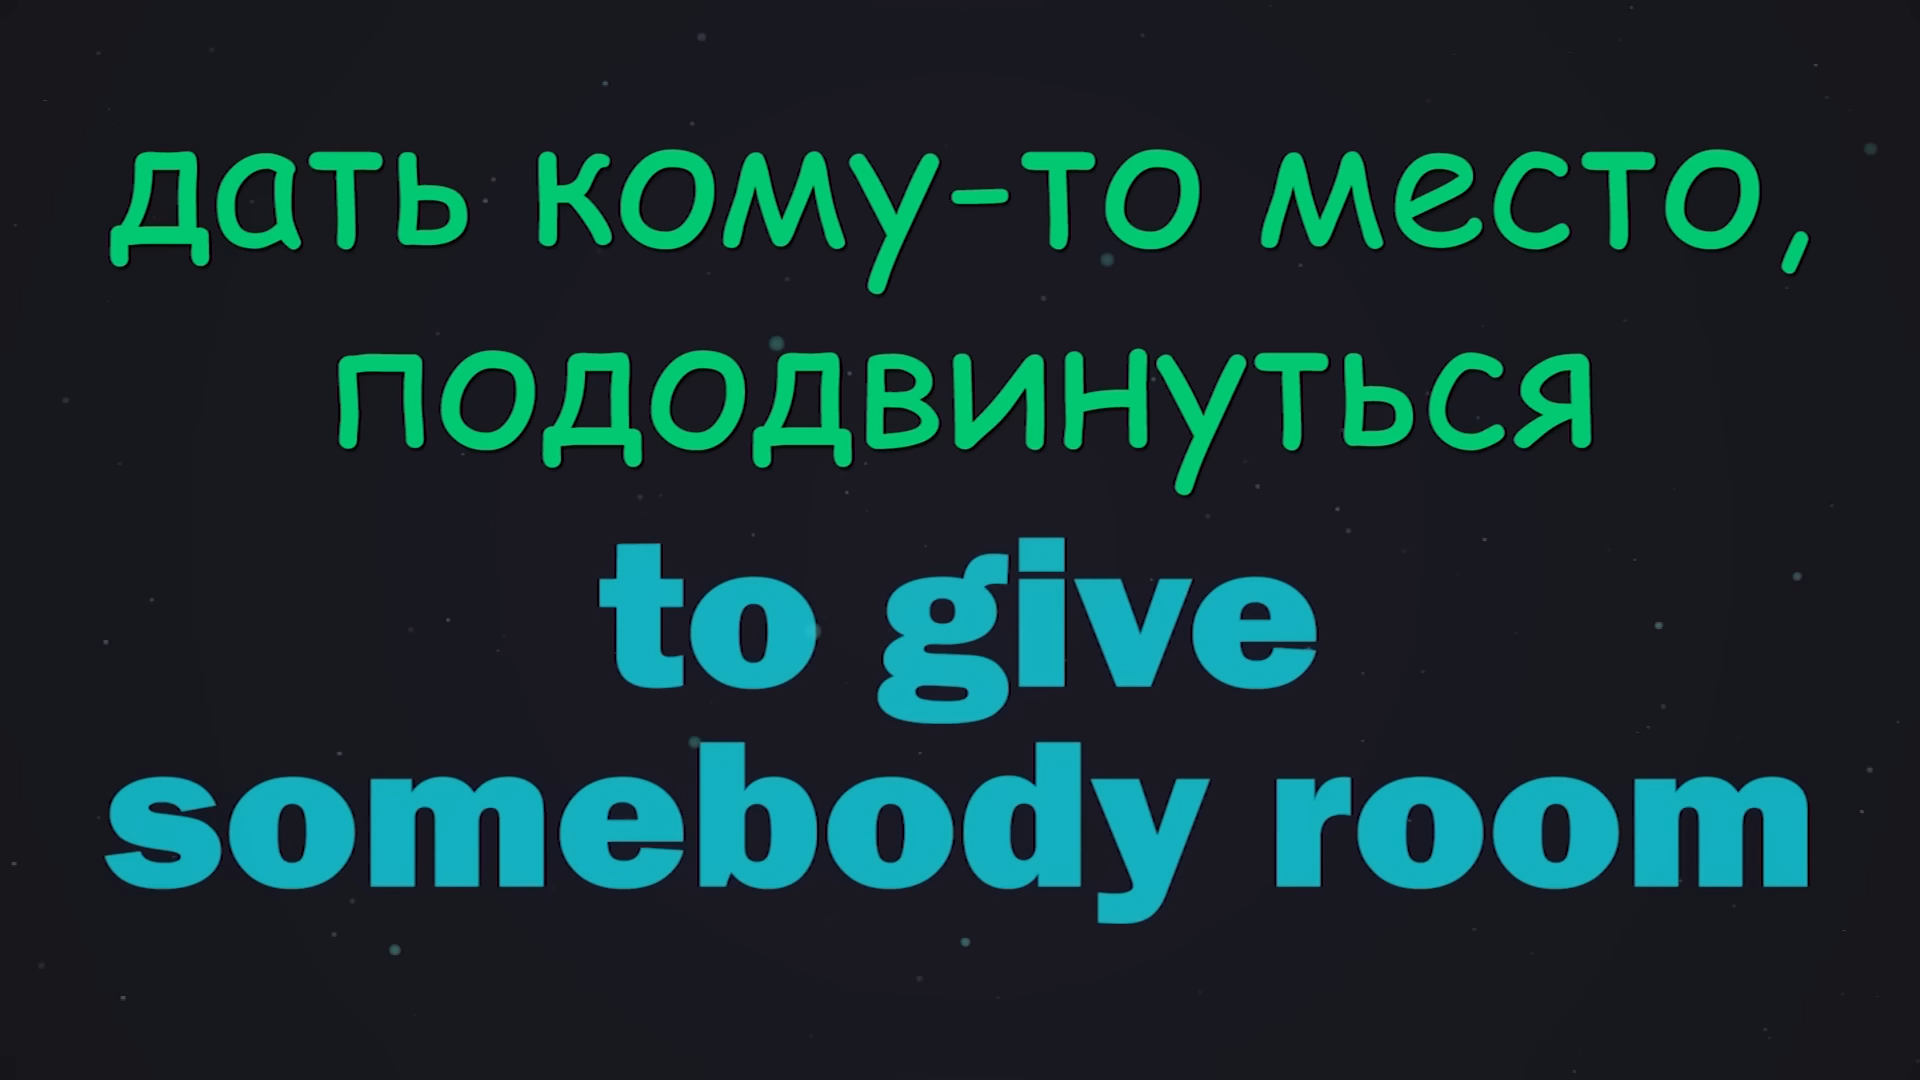 дать кому-то место,
пододвинуться
to give
somebody room